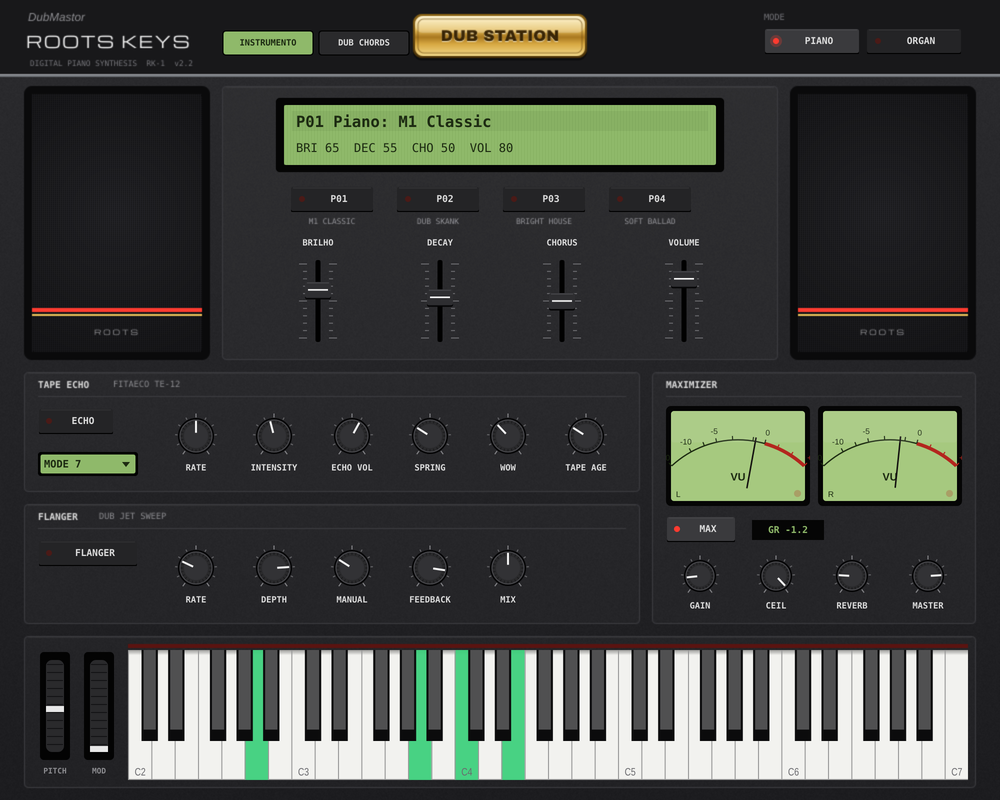 DubMastor
ROOTS KEYS
DIGITAL PIANO SYNTHESIS RK-1 v2.2
INSTRUMENTO
DUB CHORDS
DUB STATION
MODE
PIANO
ORGAN
P01 Piano: M1 Classic
BRI 65 DEC 55 CHO 50 VOL 80
P01 P02 P03 P04
M1 CLASSIC DUB SKANK BRIGHT HOUSE SOFT BALLAD
BRILHO DECAY CHORUS VOLUME
ROOTS
ROOTS
TAPE ECHO FITAECO TE-12
ECHO
MODE 7
RATE INTENSITY ECHO VOL SPRING WOW TAPE AGE
FLANGER DUB JET SWEEP
FLANGER
RATE DEPTH MANUAL FEEDBACK MIX
MAXIMIZER
-10 -5 0
VU
L
-10 -5 0
VU
R
MAX
GR -1.2
GAIN CEIL REVERB MASTER
PITCH MOD
C2 C3 C4 C5 C6 C7